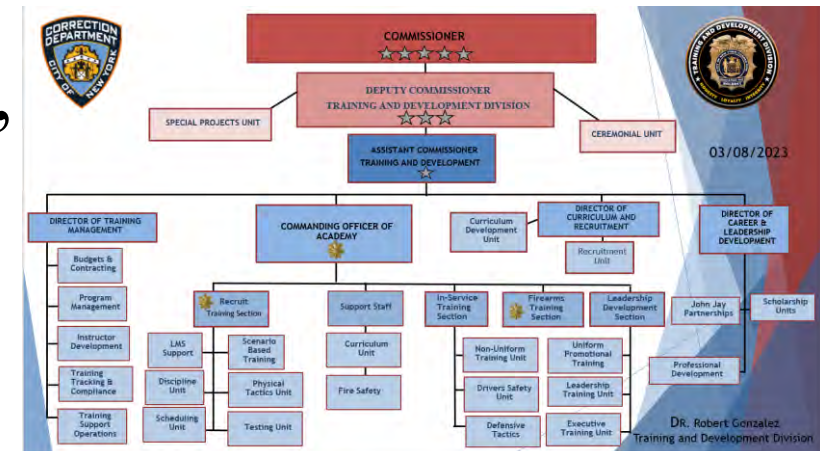 CORRECTION
DEPARTMENT
CITY OF
NEW YORK
COMMISSIONER
TRAINING AND DEVELOPMENT DIVISION
LOYALTY
DEPUTY COMMISSIONER
TRAINING AND DEVELOPMENT DIVISION
SPECIAL PROJECTS UNIT
CEREMONIAL UNIT
ASSISTANT COMMISSIONER
TRAINING AND DEVELOPMENT
03/08/2023
DIRECTOR OF TRAINING
MANAGEMENT
COMMANDING OFFICER OF
ACADEMY
Curriculum
Development
Unit
DIRECTOR OF
CURRICULUM AND
RECRUITMENT
Recruitment
Unit
DIRECTOR OF
CAREER &
LEADERSHIP
DEVELOPMENT
Budgets &
Contracting
Program
Management
Instructor
Development
Training
Tracking &
Compliance
Training
Support
Operations
Recruit
Training Section
Support Staff
In-Service
Training
Section
Firearms
Training
Section
Leadership
Development
Section
John Jay
Partnerships
Scholarship
Units
Professional
Development
LMS
Support
Scenario
Based
Training
Discipline
Unit
Physical
Tactics Unit
Scheduling
Unit
Testing Unit
Curriculum
Unit
Fire Safety
Non-Uniform
Training Unit
Drivers Safety
Unit
Defensive
Tactics
Uniform
Promotional
Training
Leadership
Training Unit
Executive
Training Unit
DR. Robert Gonzalez
Training and Development Division